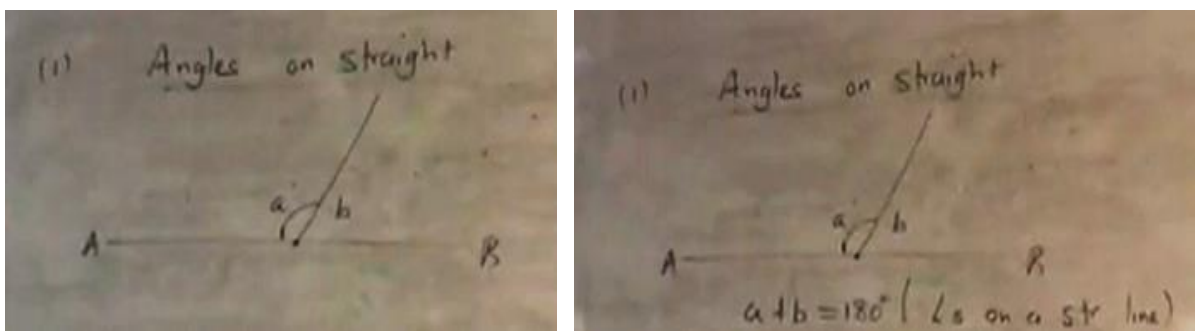 (1) Angles on straight
a b
A B
(1) Angles on straight
a b
A B
a + b = 180° ( ∠s on a str line)